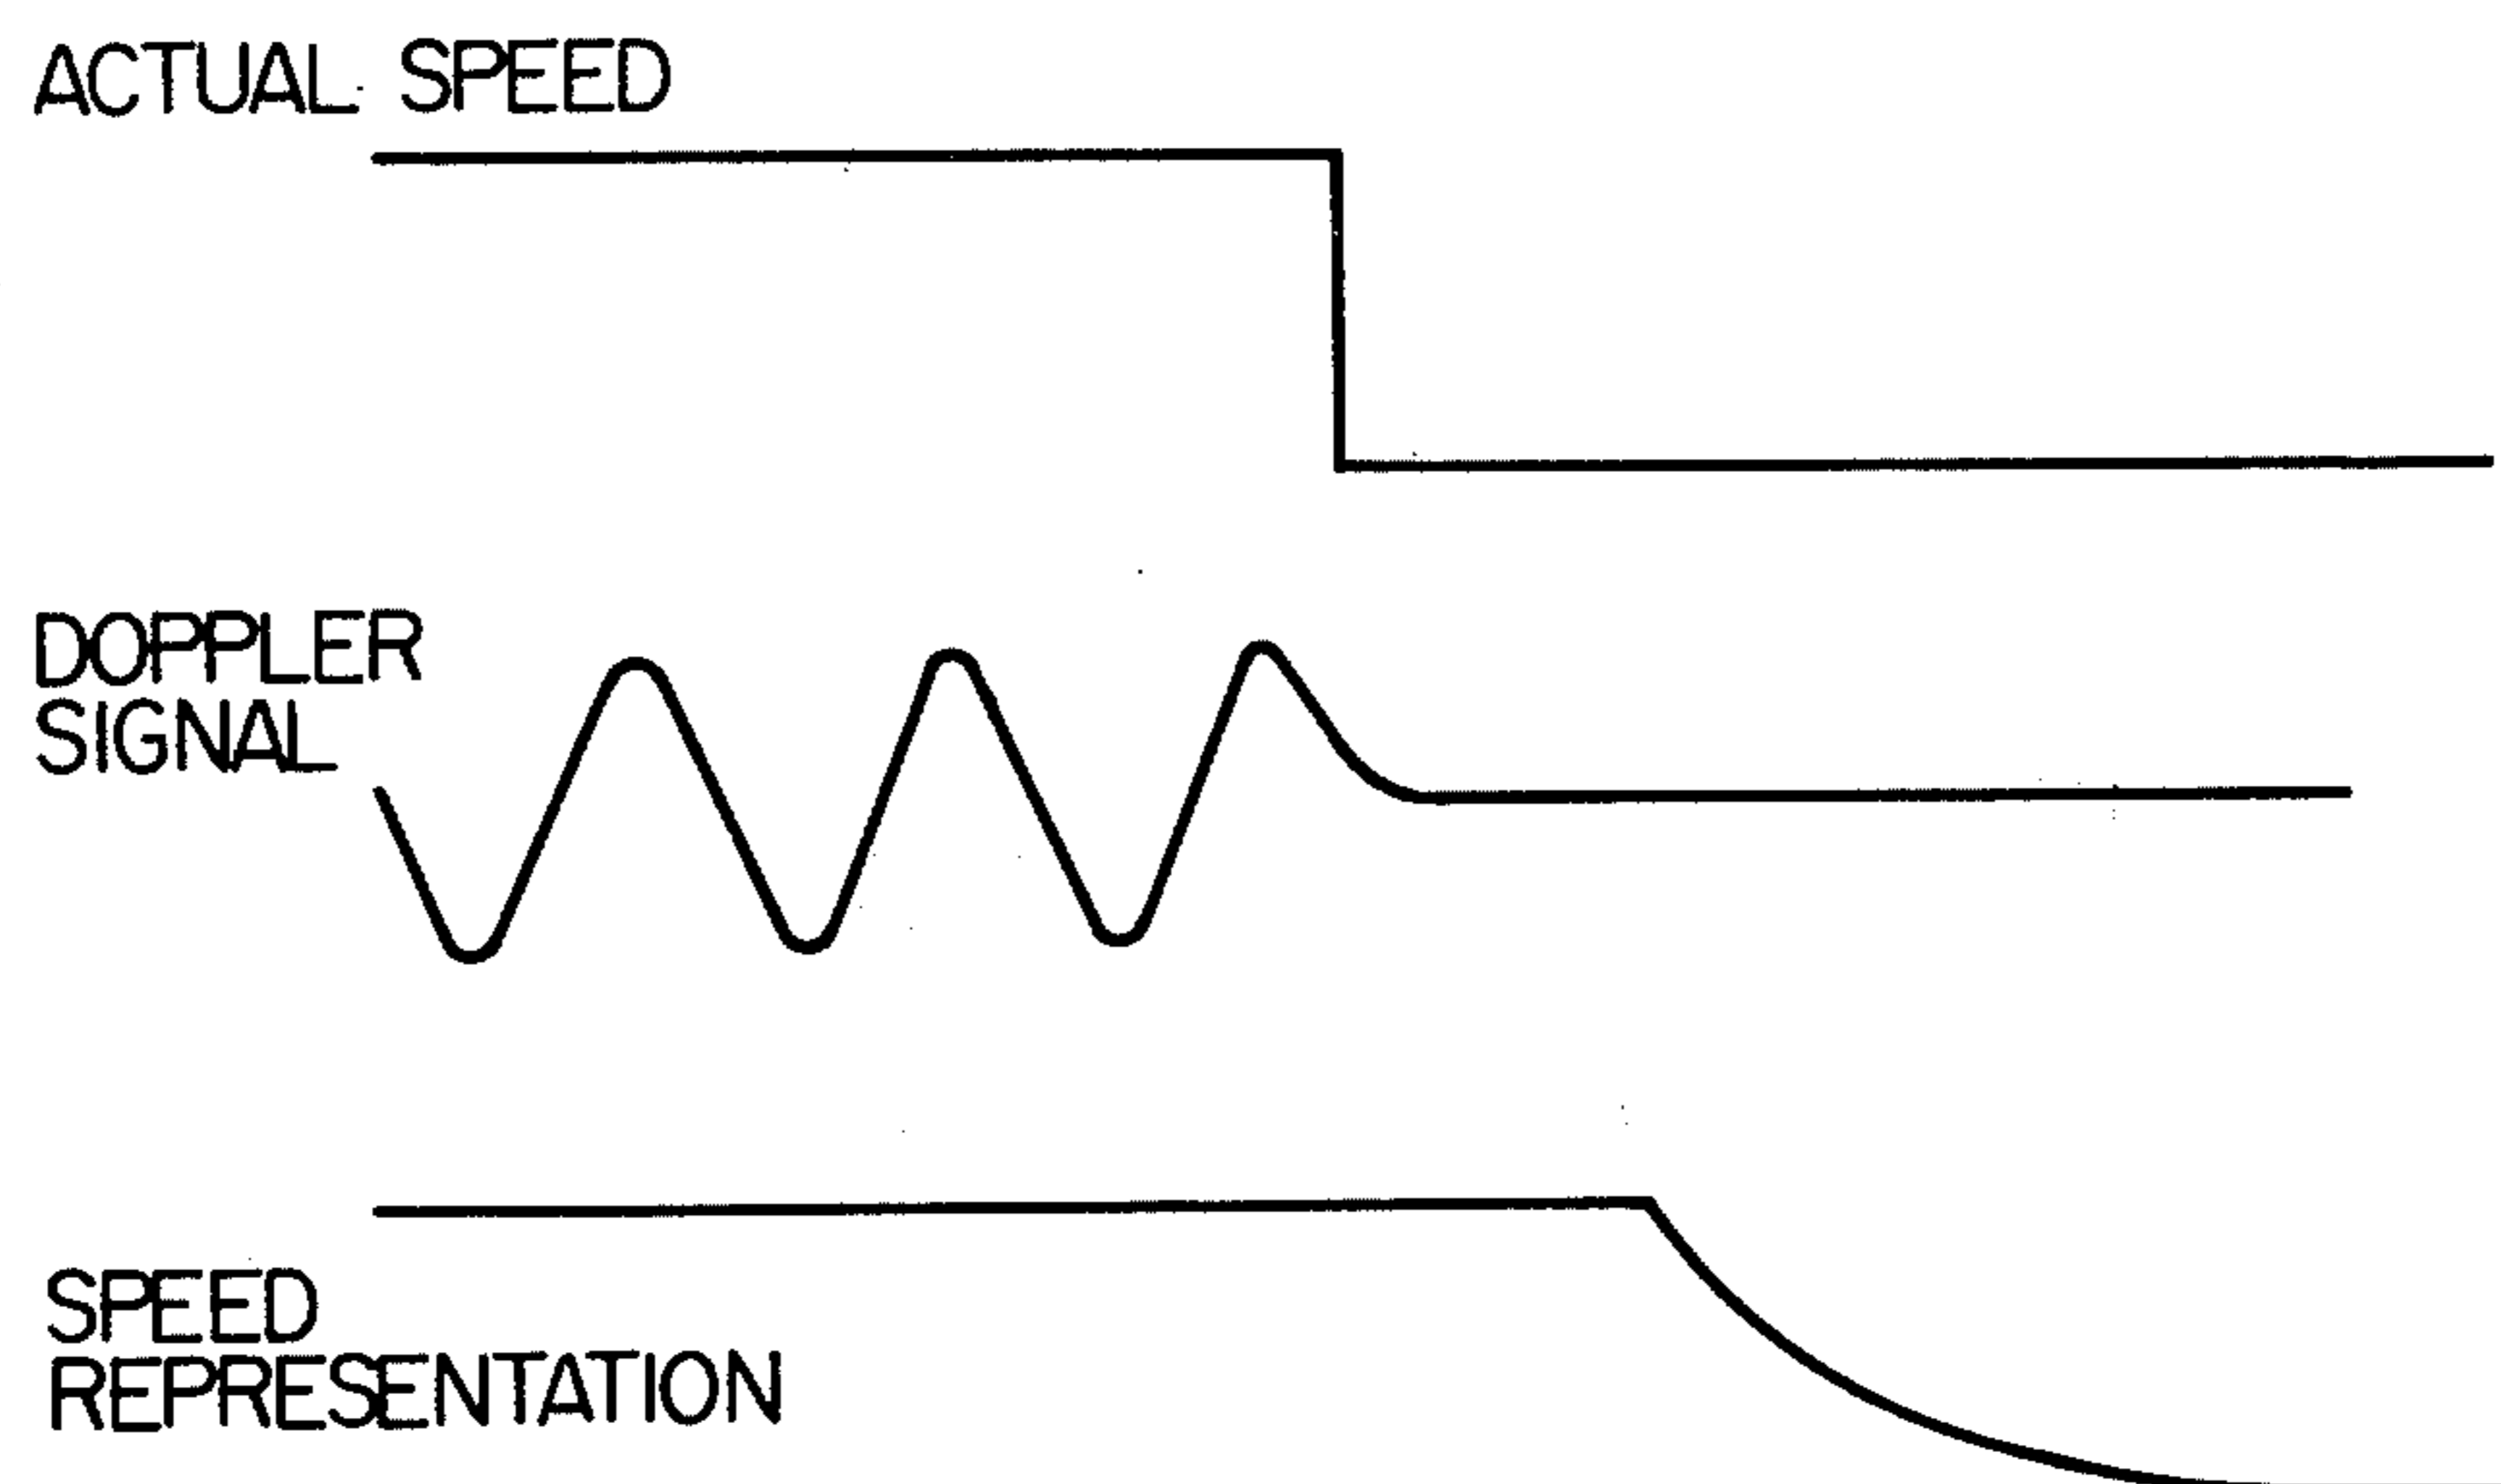 ACTUAL SPEED
DOPPLER
SIGNAL
SPEED
REPRESENTATION